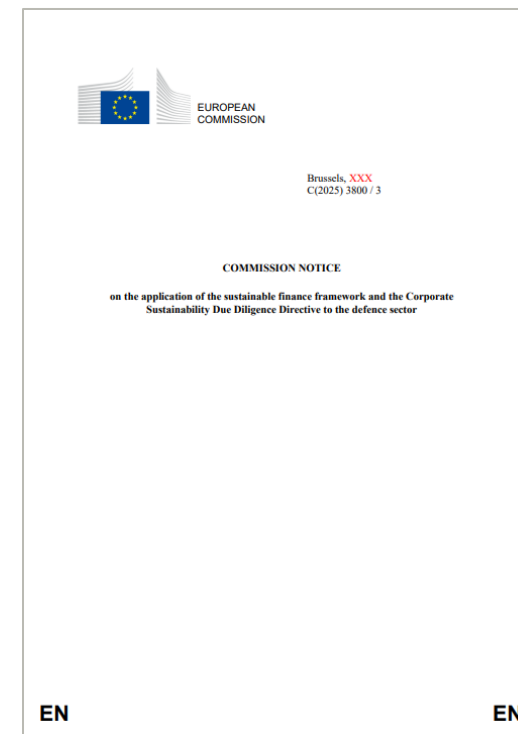 EUROPEAN
COMMISSION
Brussels, XXX
C(2025) 3800 / 3
COMMISSION NOTICE
on the application of the sustainable finance framework and the Corporate
Sustainability Due Diligence Directive to the defence sector
EN
EN